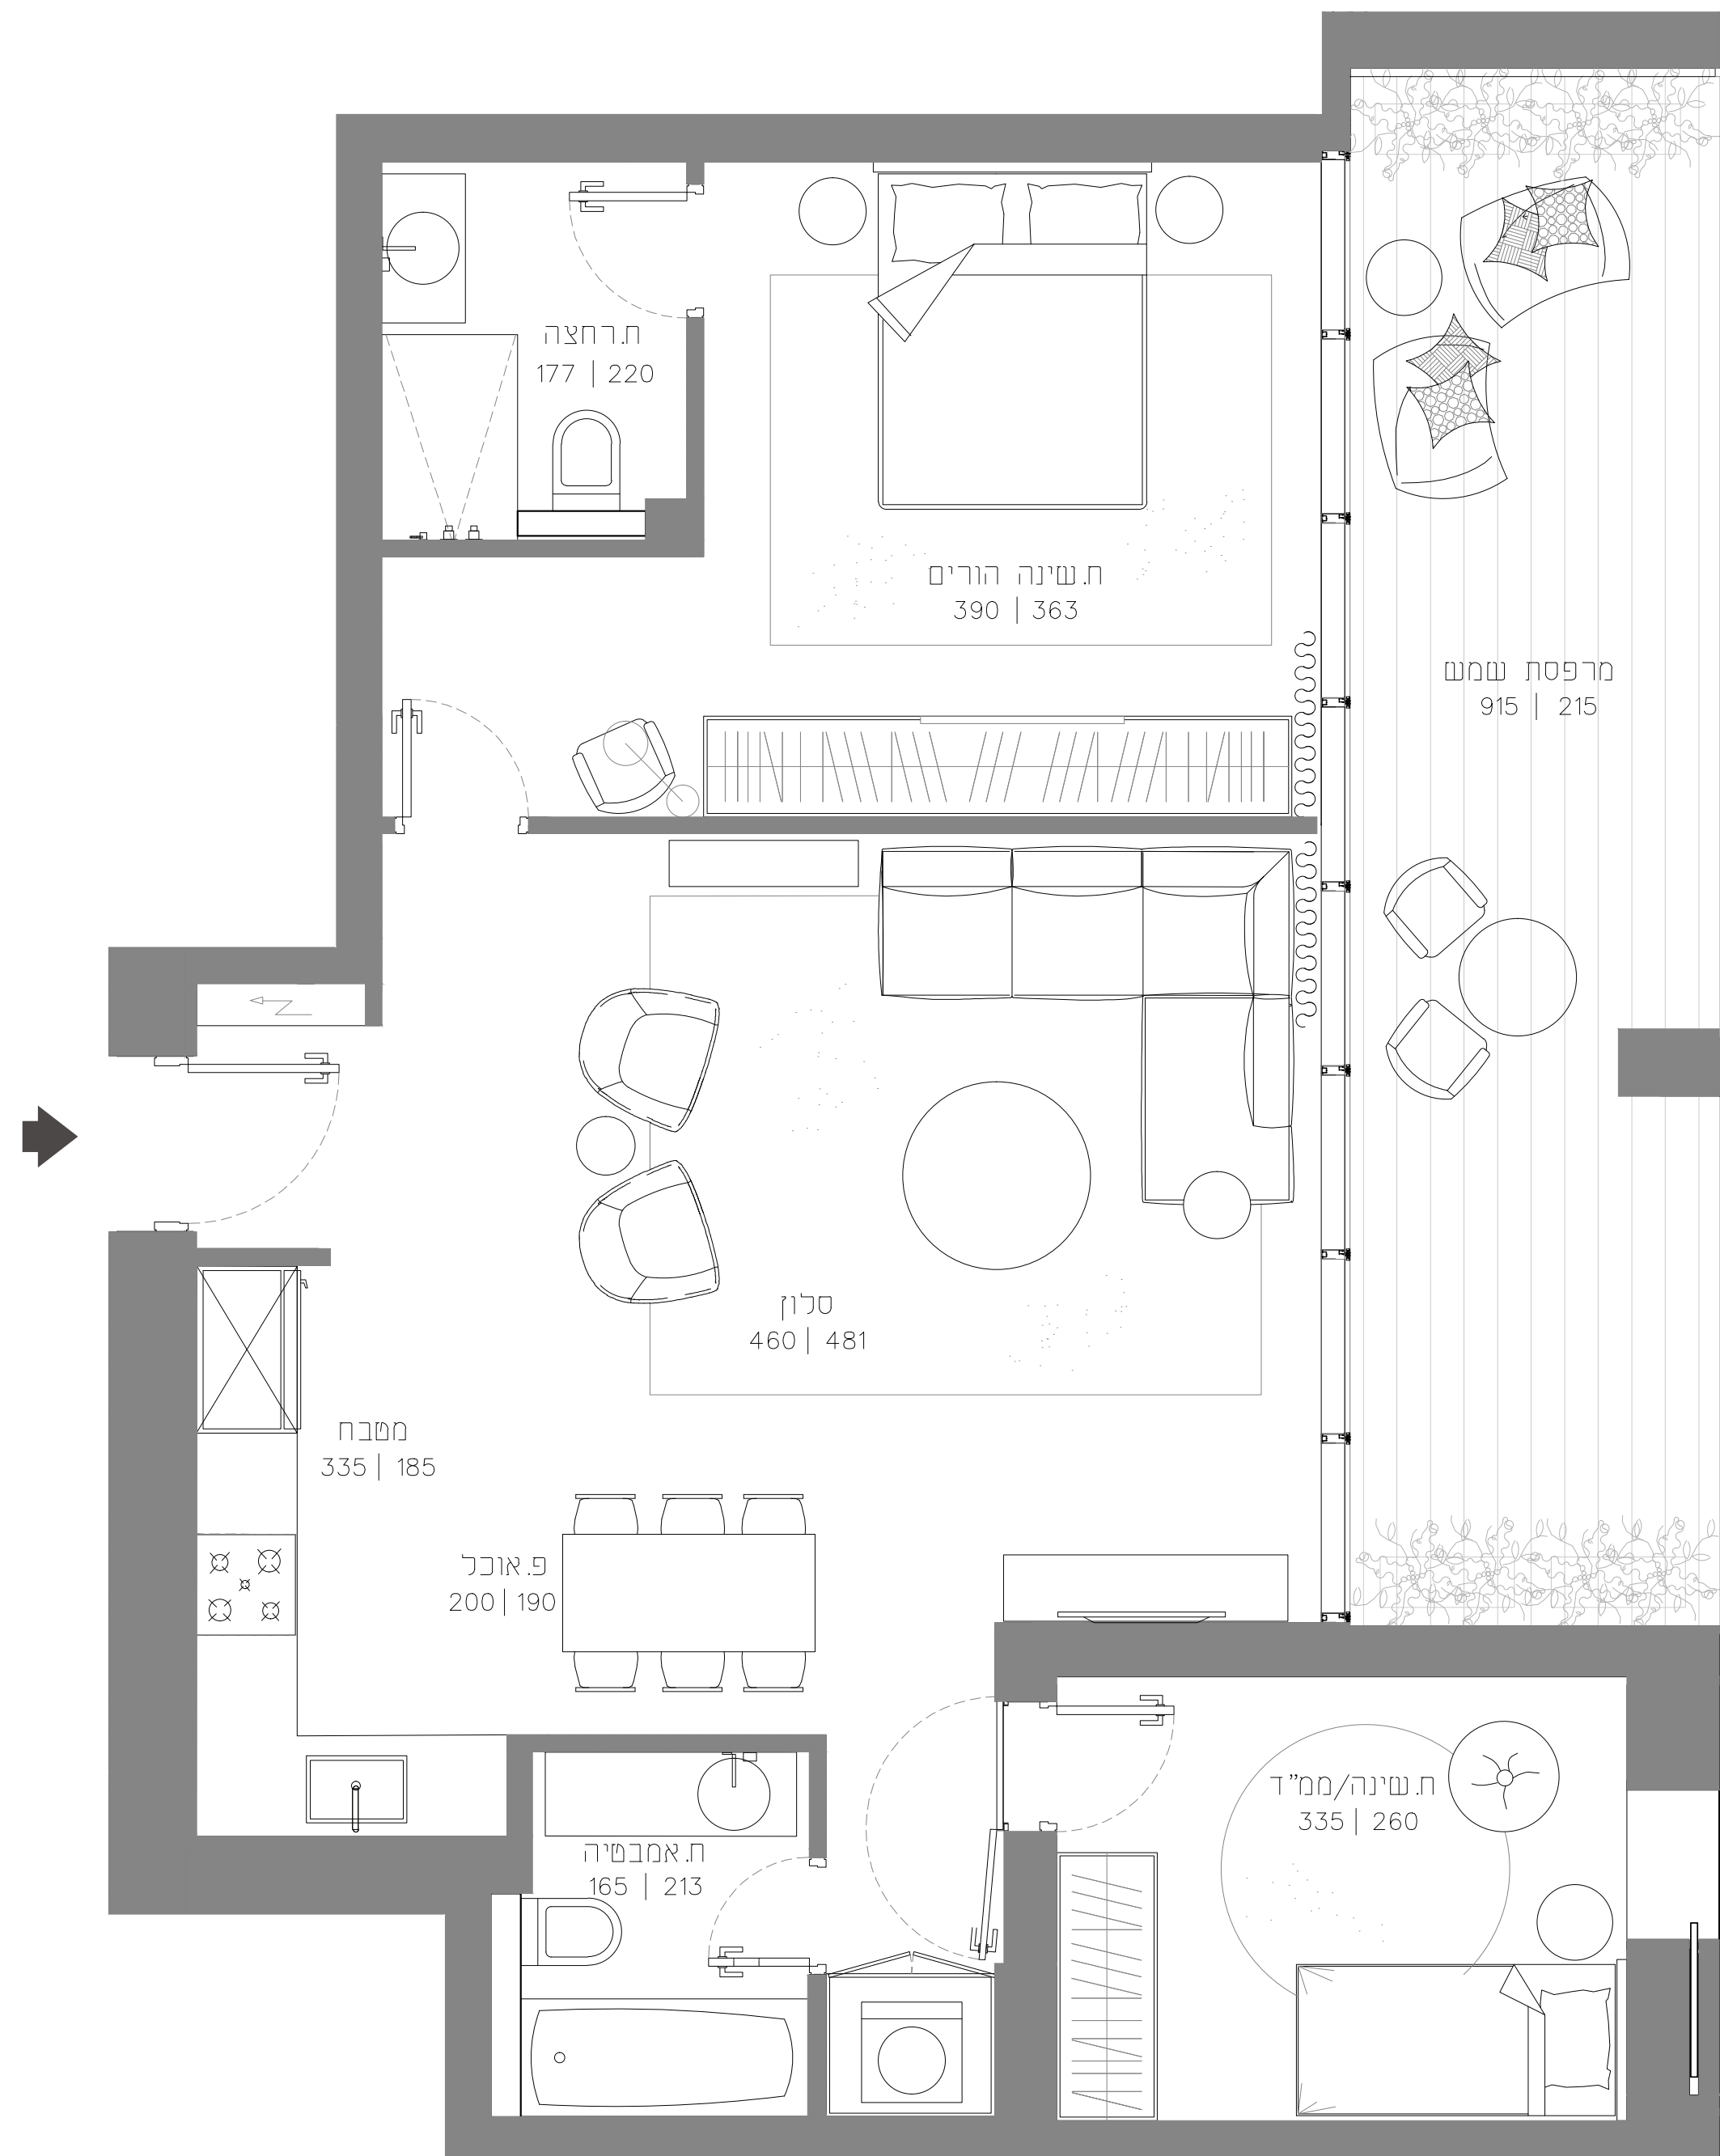 ח.רחצה
177 | 220
ח.שינה הורים
390 | 363
מרפסת שמש
915 | 215
סלון
460 | 481
מטבח
335 | 185
פ.אוכל
200 | 190
ח.שינה/ממ"ד
335 | 260
ח.אמבטיה
165 | 213